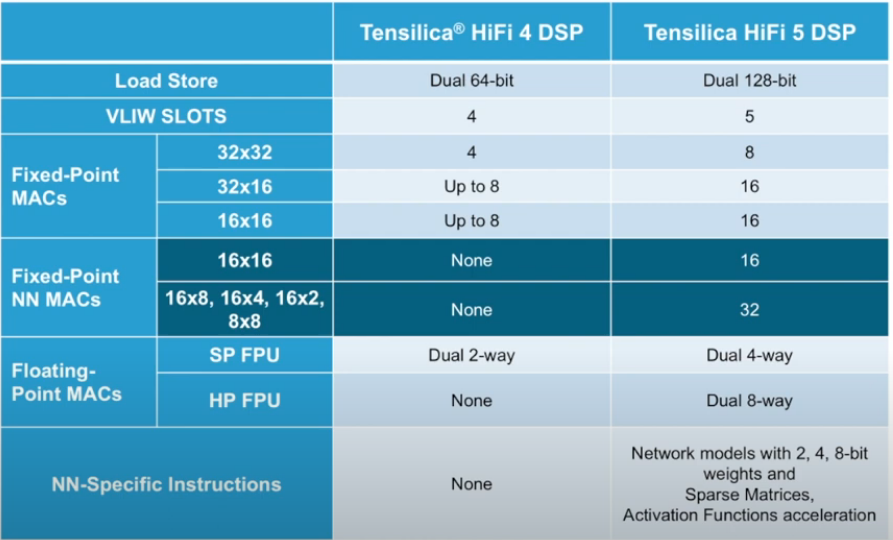 Tensilica® HiFi 4 DSP Tensilica HiFi 5 DSP
Load Store Dual 64-bit Dual 128-bit
VLIW SLOTS 4 5
Fixed-Point
MACs
32x32 4 8
32x16 Up to 8 16
16x16 Up to 8 16
Fixed-Point
NN MACs
16x16 None 16
16x8, 16x4, 16x2,
8x8
None 32
Floating-
Point MACs
SP FPU Dual 2-way Dual 4-way
HP FPU None Dual 8-way
NN-Specific Instructions None
Network models with 2, 4, 8-bit
weights and
Sparse Matrices,
Activation Functions acceleration